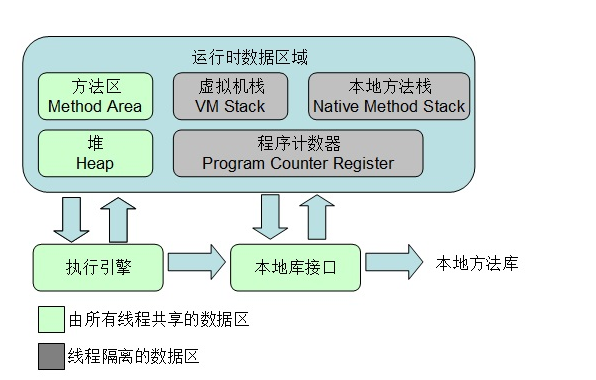 运行时数据区域
方法区
Method Area
虚拟机栈
VM Stack
本地方法栈
Native Method Stack
堆
Heap
程序计数器
Program Counter Register
执行引擎
本地库接口
本地方法库
由所有线程共享的数据区
线程隔离的数据区